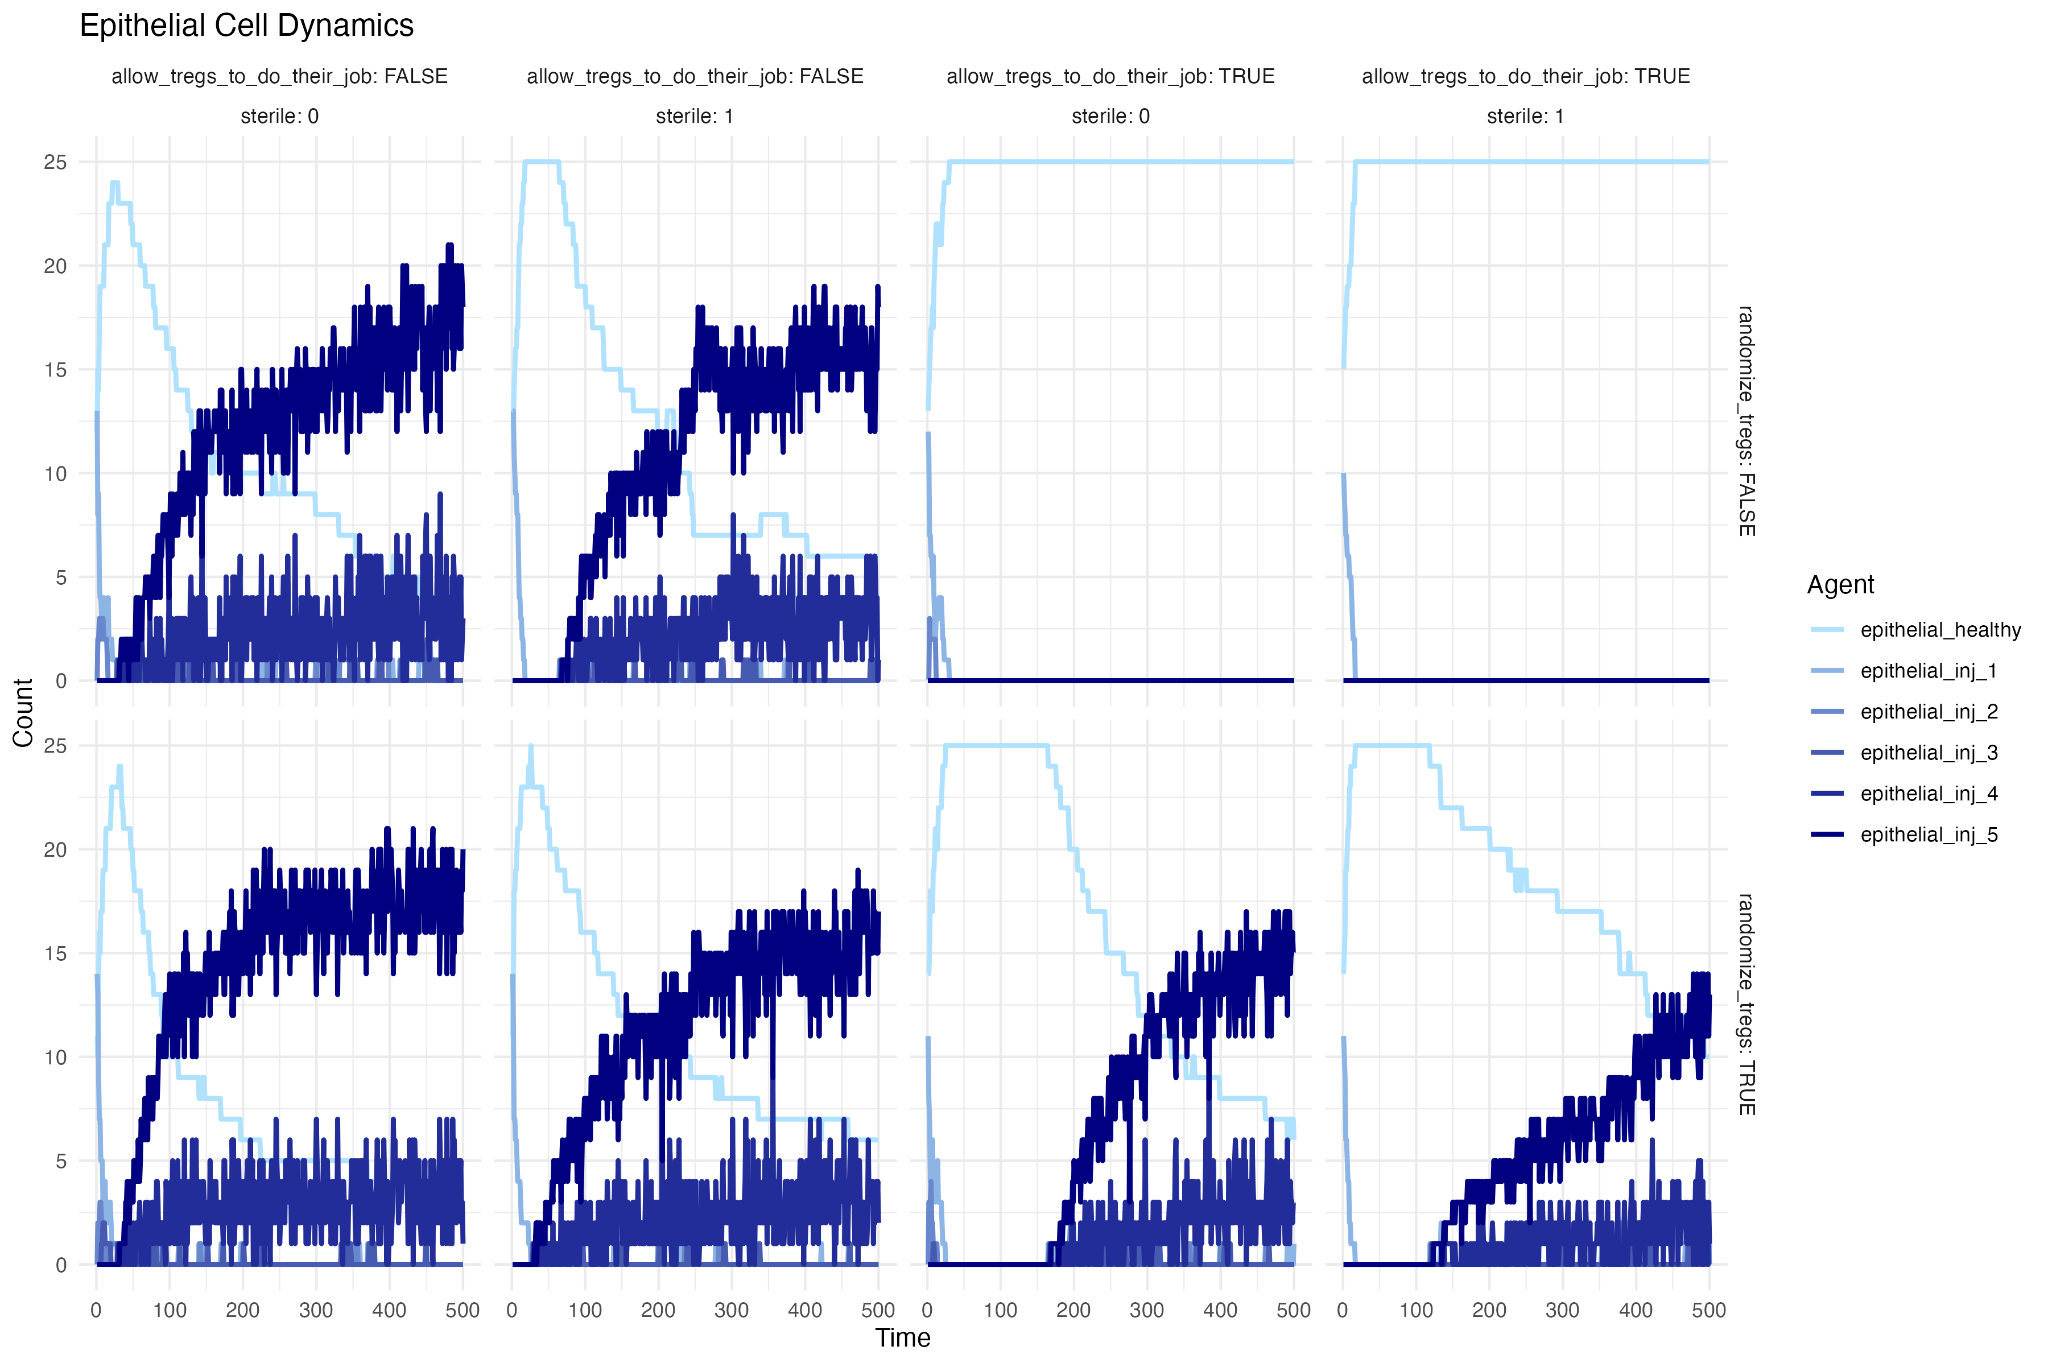 Epithelial Cell Dynamics
allow_tregs_to_do_their_job: FALSE
allow_tregs_to_do_their_job: FALSE
allow_tregs_to_do_their_job: TRUE
allow_tregs_to_do_their_job: TRUE
sterile: 0
sterile: 1
sterile: 0
sterile: 1
25
20
15
10
5
0
randomize_tregs: FALSE
Count
25
20
15
10
5
0
randomize_tregs: TRUE
0 100 200 300 400 500
0 100 200 300 400 500
0 100 200 300 400 500
0 100 200 300 400 500
Time
Agent
epithelial_healthy
epithelial_inj_1
epithelial_inj_2
epithelial_inj_3
epithelial_inj_4
epithelial_inj_5